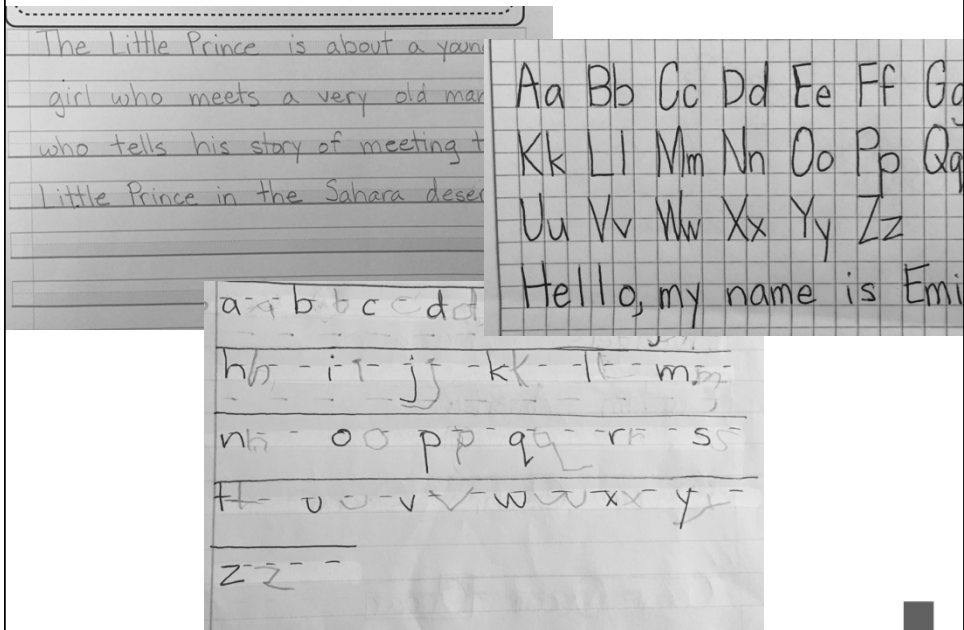 The Little Prince is about a youn
girl who meets a very old man
who tells his story of meeting t
Little Prince in the Sahara deser
Aa Bb Cc Dd Ee Ff Gg
Kk Ll Mm Nn Oo Pp Qq
Uu Vv Ww Xx Yy Zz
Hello, my name is Emi
a a b b c c d d
h h i i j j k k l l m m
n n o o p p q q r r s s
t t u u v v w w x x y y
z z